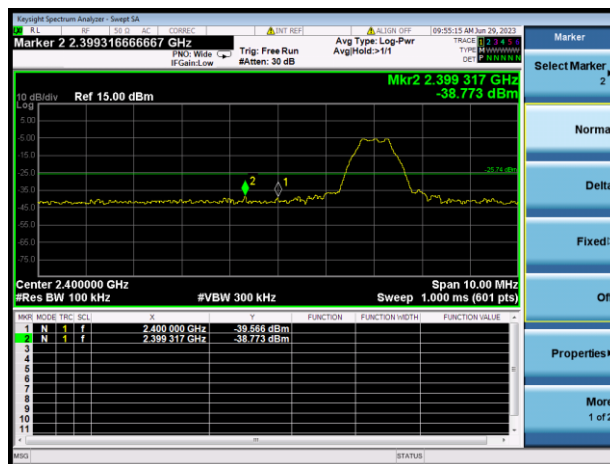 Keysight Spectrum Analyzer - Swept SA
RL RF 50 Ω AC CORREC INT REF ALIGN OFF 09:55:15 AM Jun 29, 2023
Marker 2 2.399316666667 GHz
PNO: Wide
IFGain:Low
Trig: Free Run
#Atten: 30 dB
Avg Type: Log-Pwr
Avg|Hold:>1/1
TRACE 1 2 3 4 5 6
TYPE M
DET P N N N N N
Mkr2 2.399 317 GHz
-38.773 dBm
10 dB/div Ref 15.00 dBm
Log
5.00
-5.00
-15.0
-25.0
-35.0
-45.0
-55.0
-65.0
-75.0
-25.74 dBm
2
1
Center 2.400000 GHz Span 10.00 MHz
#Res BW 100 kHz #VBW 300 kHz Sweep 1.000 ms (601 pts)
MKR MODE TRC SCL X Y FUNCTION FUNCTION WIDTH FUNCTION VALUE
1 N 1 f 2.400 000 GHz -39.566 dBm
2 N 1 f 2.399 317 GHz -38.773 dBm
3
4
5
6
7
8
9
10
11
MSG STATUS
Marker
Select Marker
2
Norma
Delta
Fixed
Of
Properties
More
1 of 2